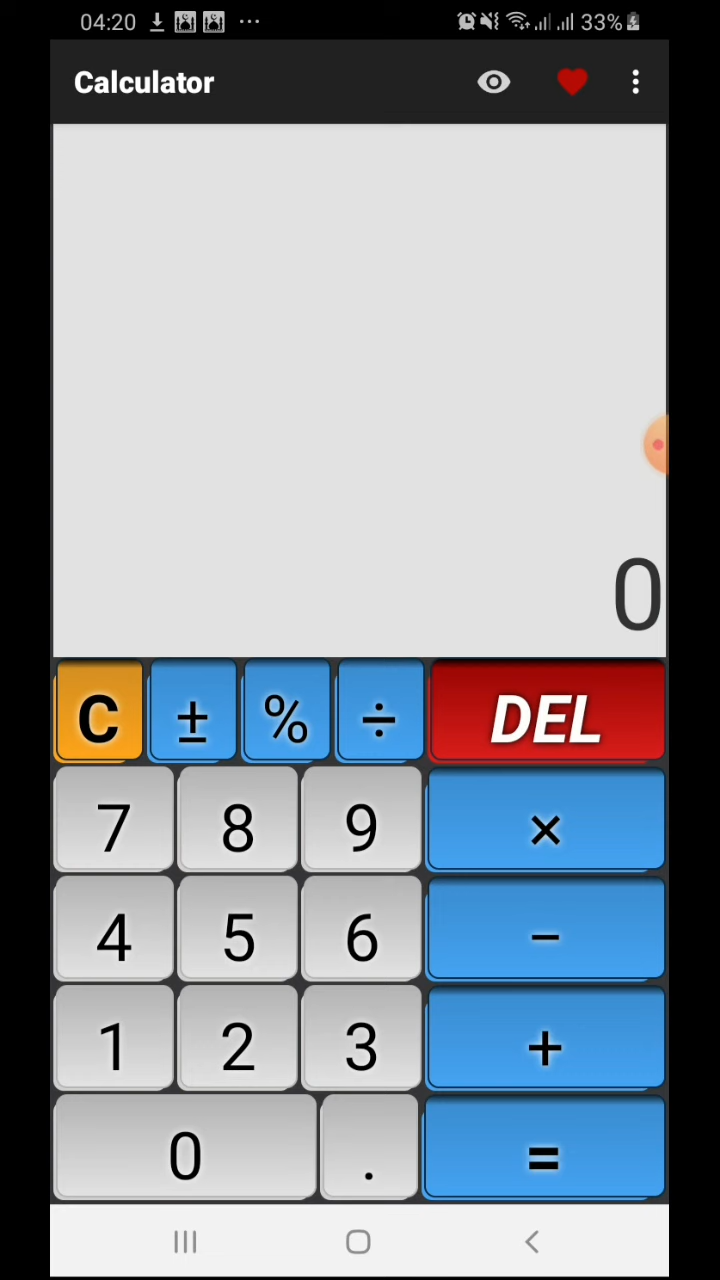 04:20 33%
Calculator
0
C ± % ÷ DEL
7 8 9 ×
4 5 6 −
1 2 3 +
0 . =